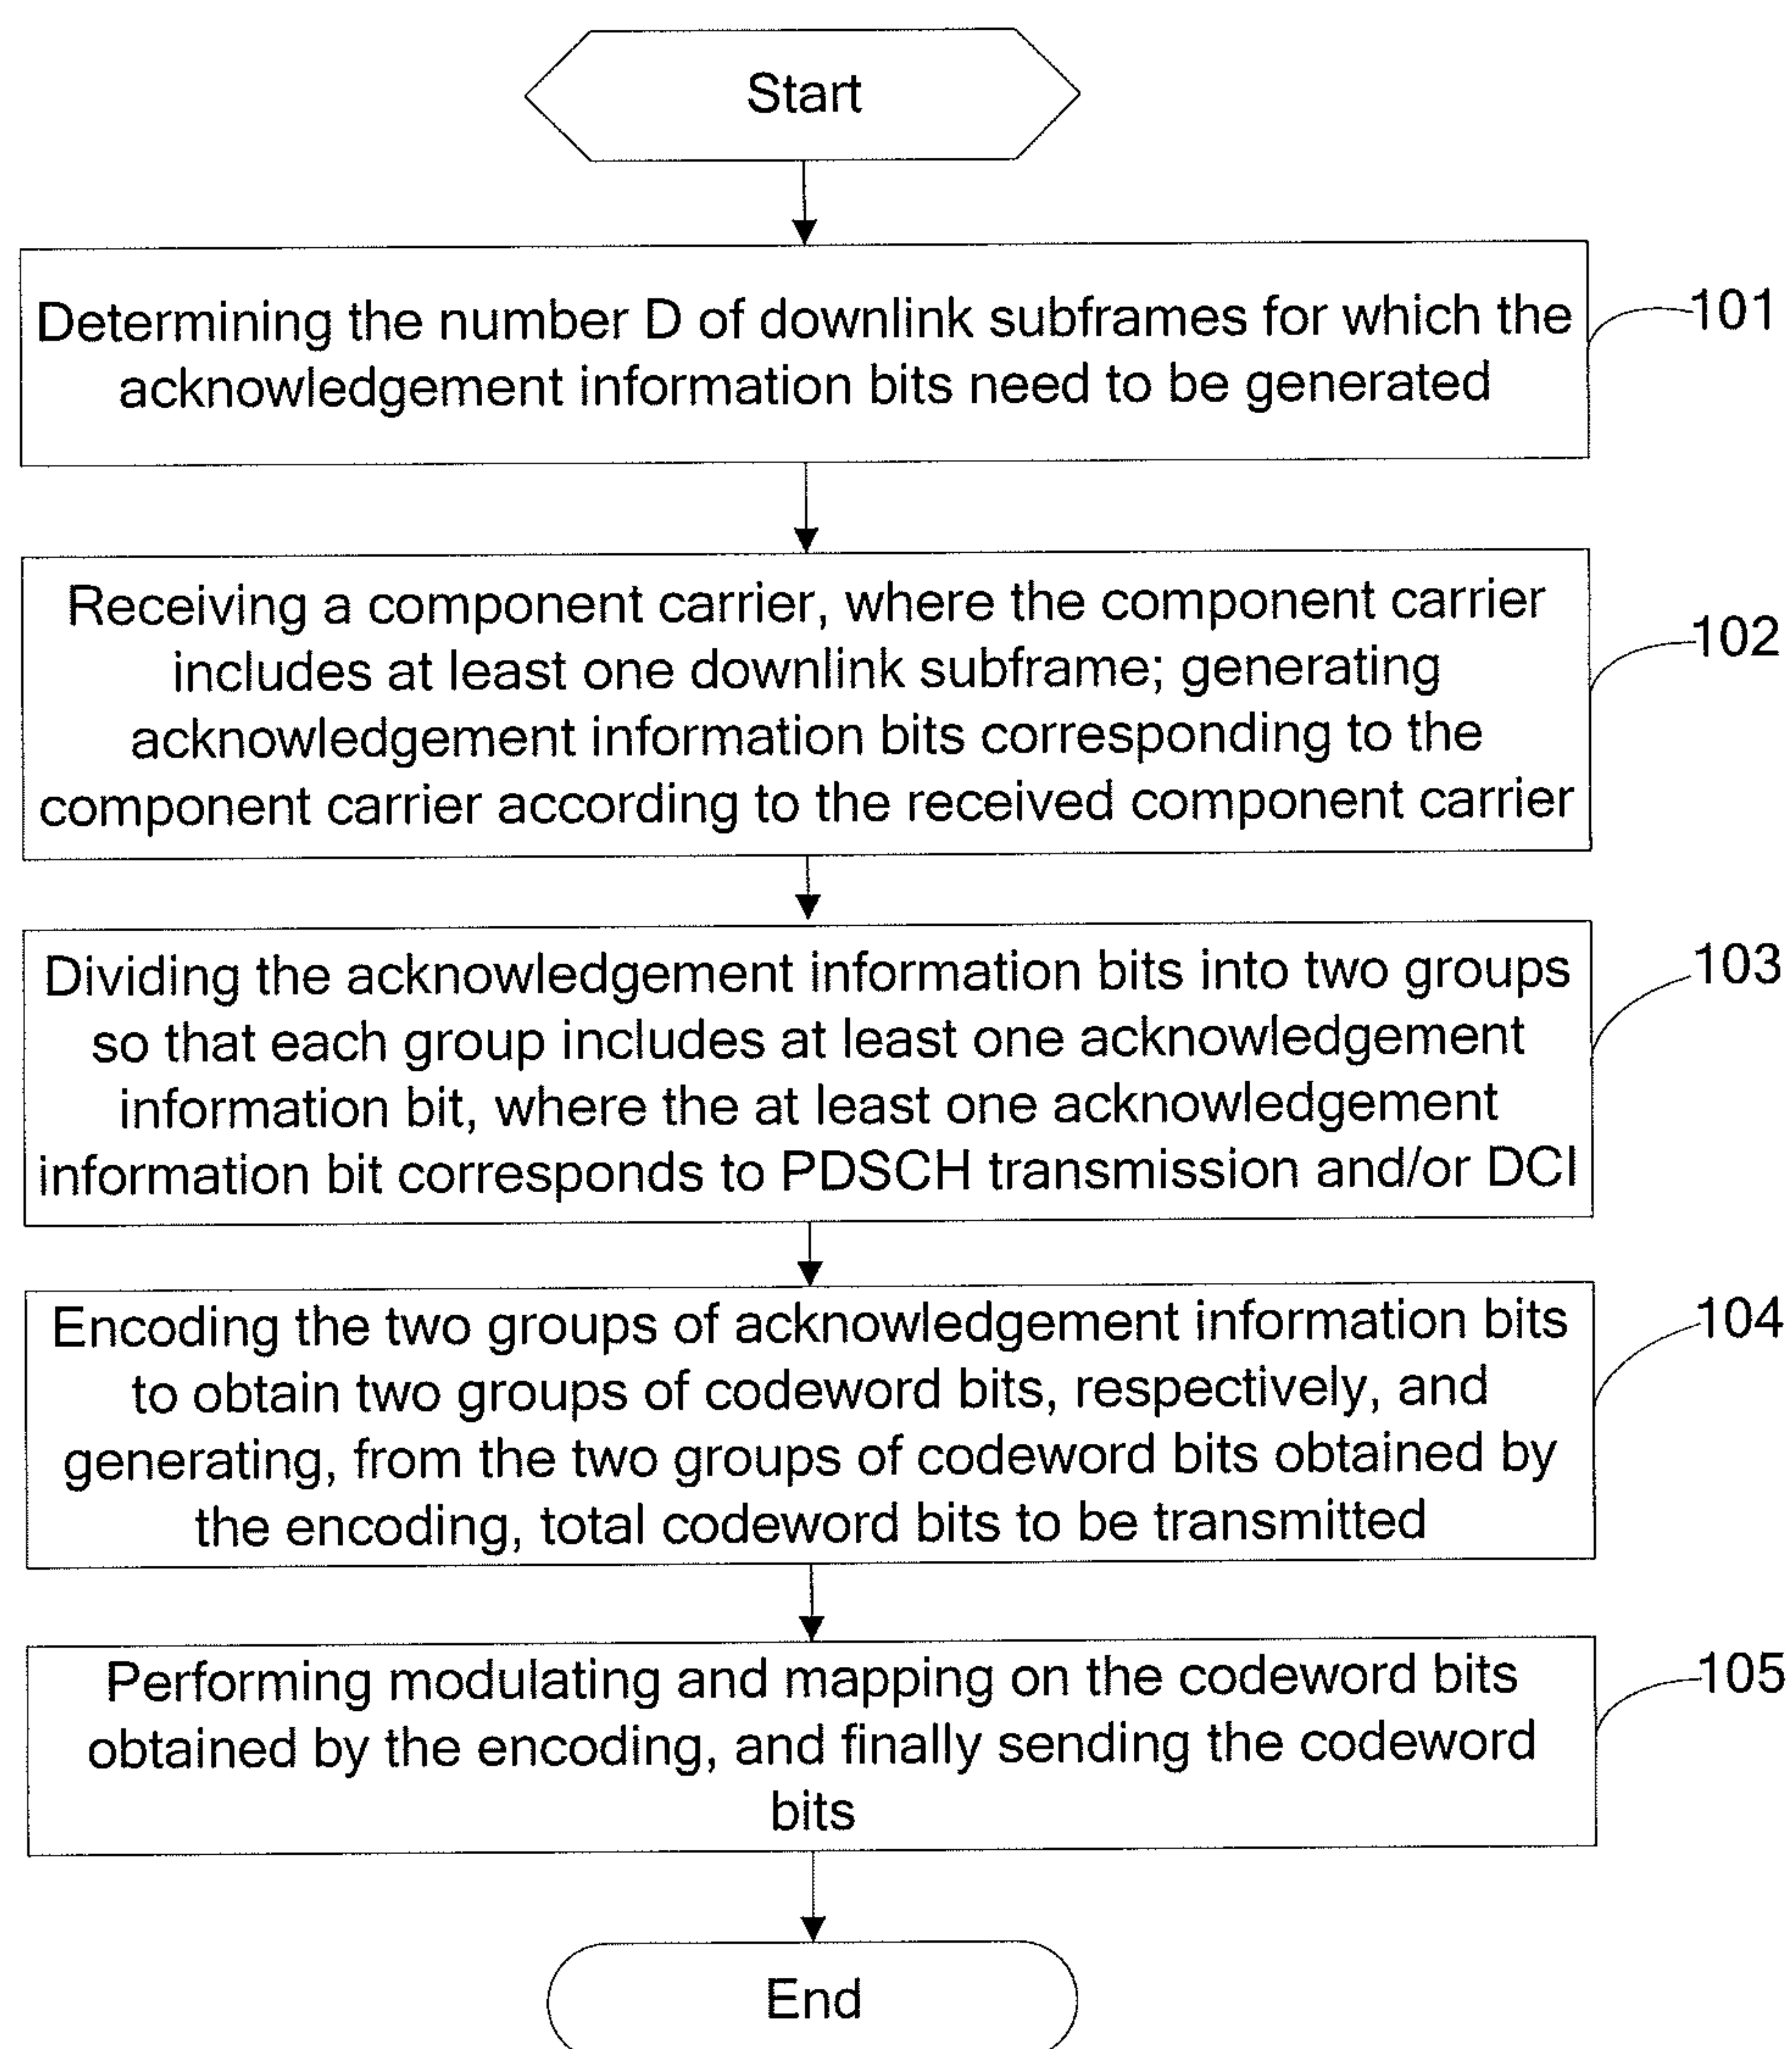 Start
Determining the number D of downlink subframes for which the
acknowledgement information bits need to be generated
101
Receiving a component carrier, where the component carrier
includes at least one downlink subframe; generating
acknowledgement information bits corresponding to the
component carrier according to the received component carrier
102
Dividing the acknowledgement information bits into two groups
so that each group includes at least one acknowledgement
information bit, where the at least one acknowledgement
information bit corresponds to PDSCH transmission and/or DCI
103
Encoding the two groups of acknowledgement information bits
to obtain two groups of codeword bits, respectively, and
generating, from the two groups of codeword bits obtained by
the encoding, total codeword bits to be transmitted
104
Performing modulating and mapping on the codeword bits
obtained by the encoding, and finally sending the codeword
bits
105
End